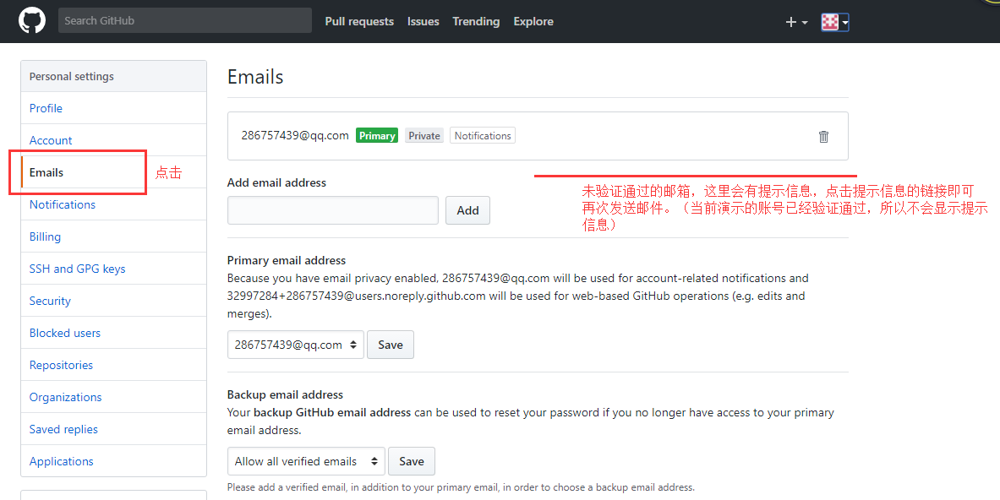 Search GitHub
Pull requests Issues Trending Explore
Personal settings
Profile
Account
Emails
点击
Notifications
Billing
SSH and GPG keys
Security
Blocked users
Repositories
Organizations
Saved replies
Applications
Emails
286757439@qq.com Primary Private Notifications
Add email address
Add
未验证通过的邮箱，这里会有提示信息，点击提示信息的链接即可
再次发送邮件。（当前演示的账号已经验证通过，所以不会显示提示
信息）
Primary email address
Because you have email privacy enabled, 286757439@qq.com will be used for account-related notifications and
32997284+286757439@users.noreply.github.com will be used for web-based GitHub operations (e.g. edits and
merges).
286757439@qq.com Save
Backup email address
Your backup GitHub email address can be used to reset your password if you no longer have access to your primary
email address.
Allow all verified emails Save
Please add a verified email, in addition to your primary email, in order to choose a backup email address.